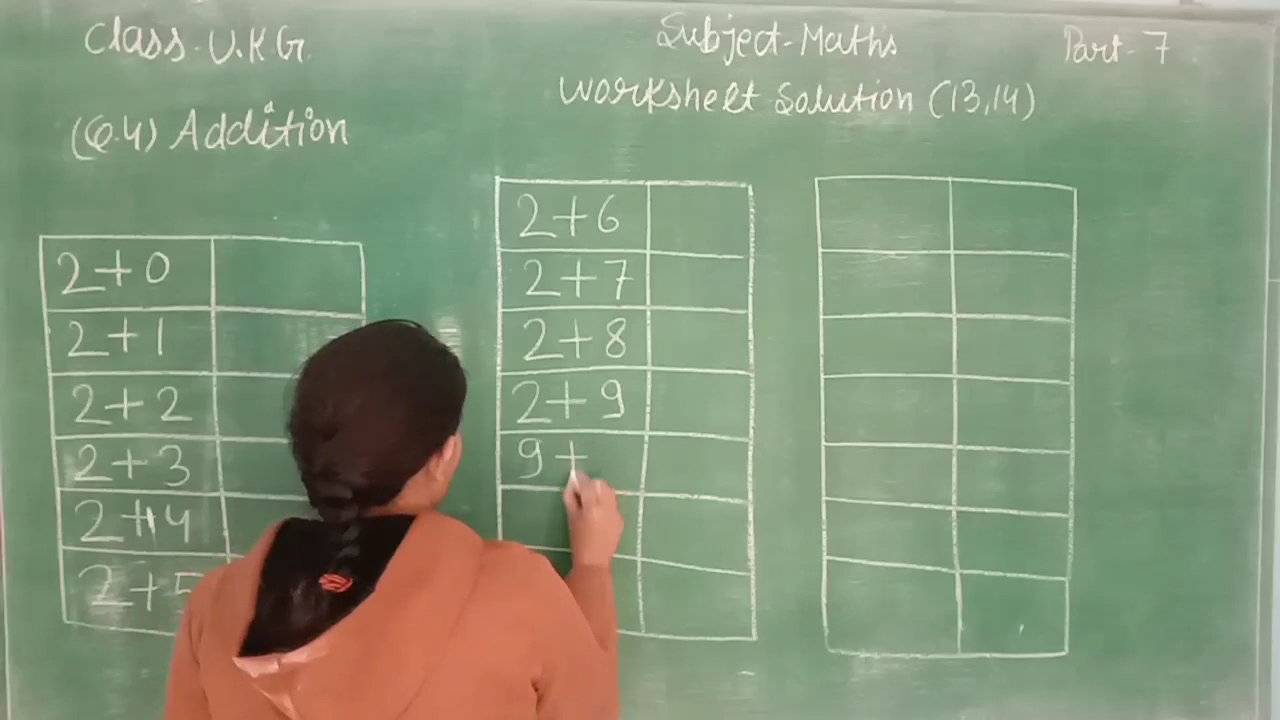 Class - U.K.G.
Subject - Maths
Part - 7
Worksheet Solution (13,14)
(6.4) Addition
2+0
2+1
2+2
2+3
2+4
2+5
2+6
2+7
2+8
2+9
9+